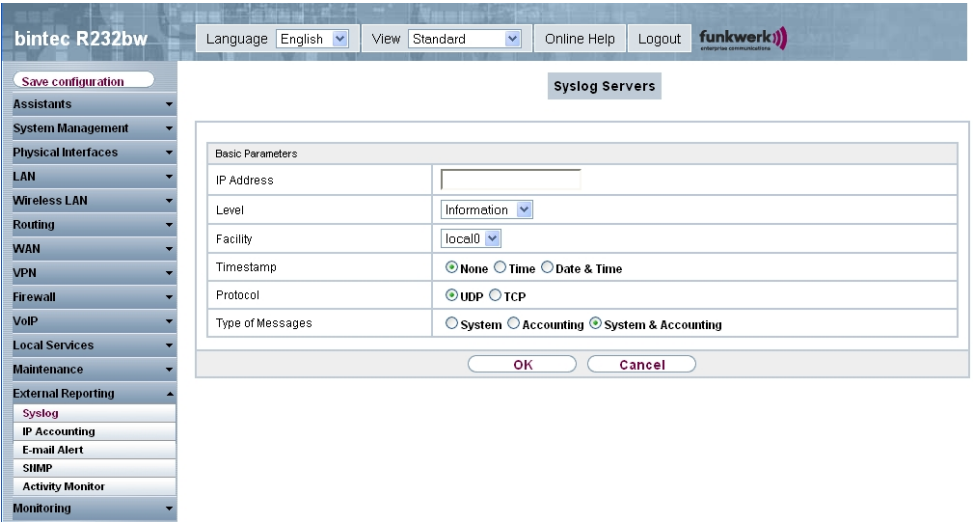 bintec R232bw
Language English View Standard Online Help Logout funkwerk
enterprise communications
Save configuration
Assistants
System Management
Physical Interfaces
LAN
Wireless LAN
Routing
WAN
VPN
Firewall
VoIP
Local Services
Maintenance
External Reporting
Syslog
IP Accounting
E-mail Alert
SNMP
Activity Monitor
Monitoring
Syslog Servers
Basic Parameters
IP Address
Level Information
Facility local0
Timestamp None Time Date & Time
Protocol UDP TCP
Type of Messages System Accounting System & Accounting
OK Cancel